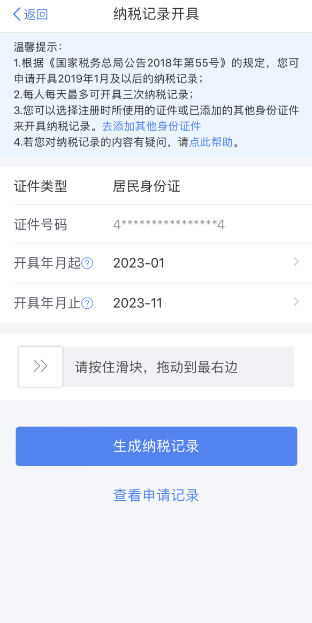 返回
纳税记录开具
温馨提示：
1.根据《国家税务总局公告2018年第55号》的规定，您可
申请开具2019年1月及以后的纳税记录；
2.每人每天最多可开具三次纳税记录；
3.您可以选择注册时所使用的证件或已添加的其他身份证件
来开具纳税记录。去添加其他身份证件
4.若您对纳税记录的内容有疑问，请点此帮助。
证件类型 居民身份证
证件号码 4****************4
开具年月起? 2023-01
开具年月止? 2023-11
请按住滑块，拖动到最右边
生成纳税记录
查看申请记录